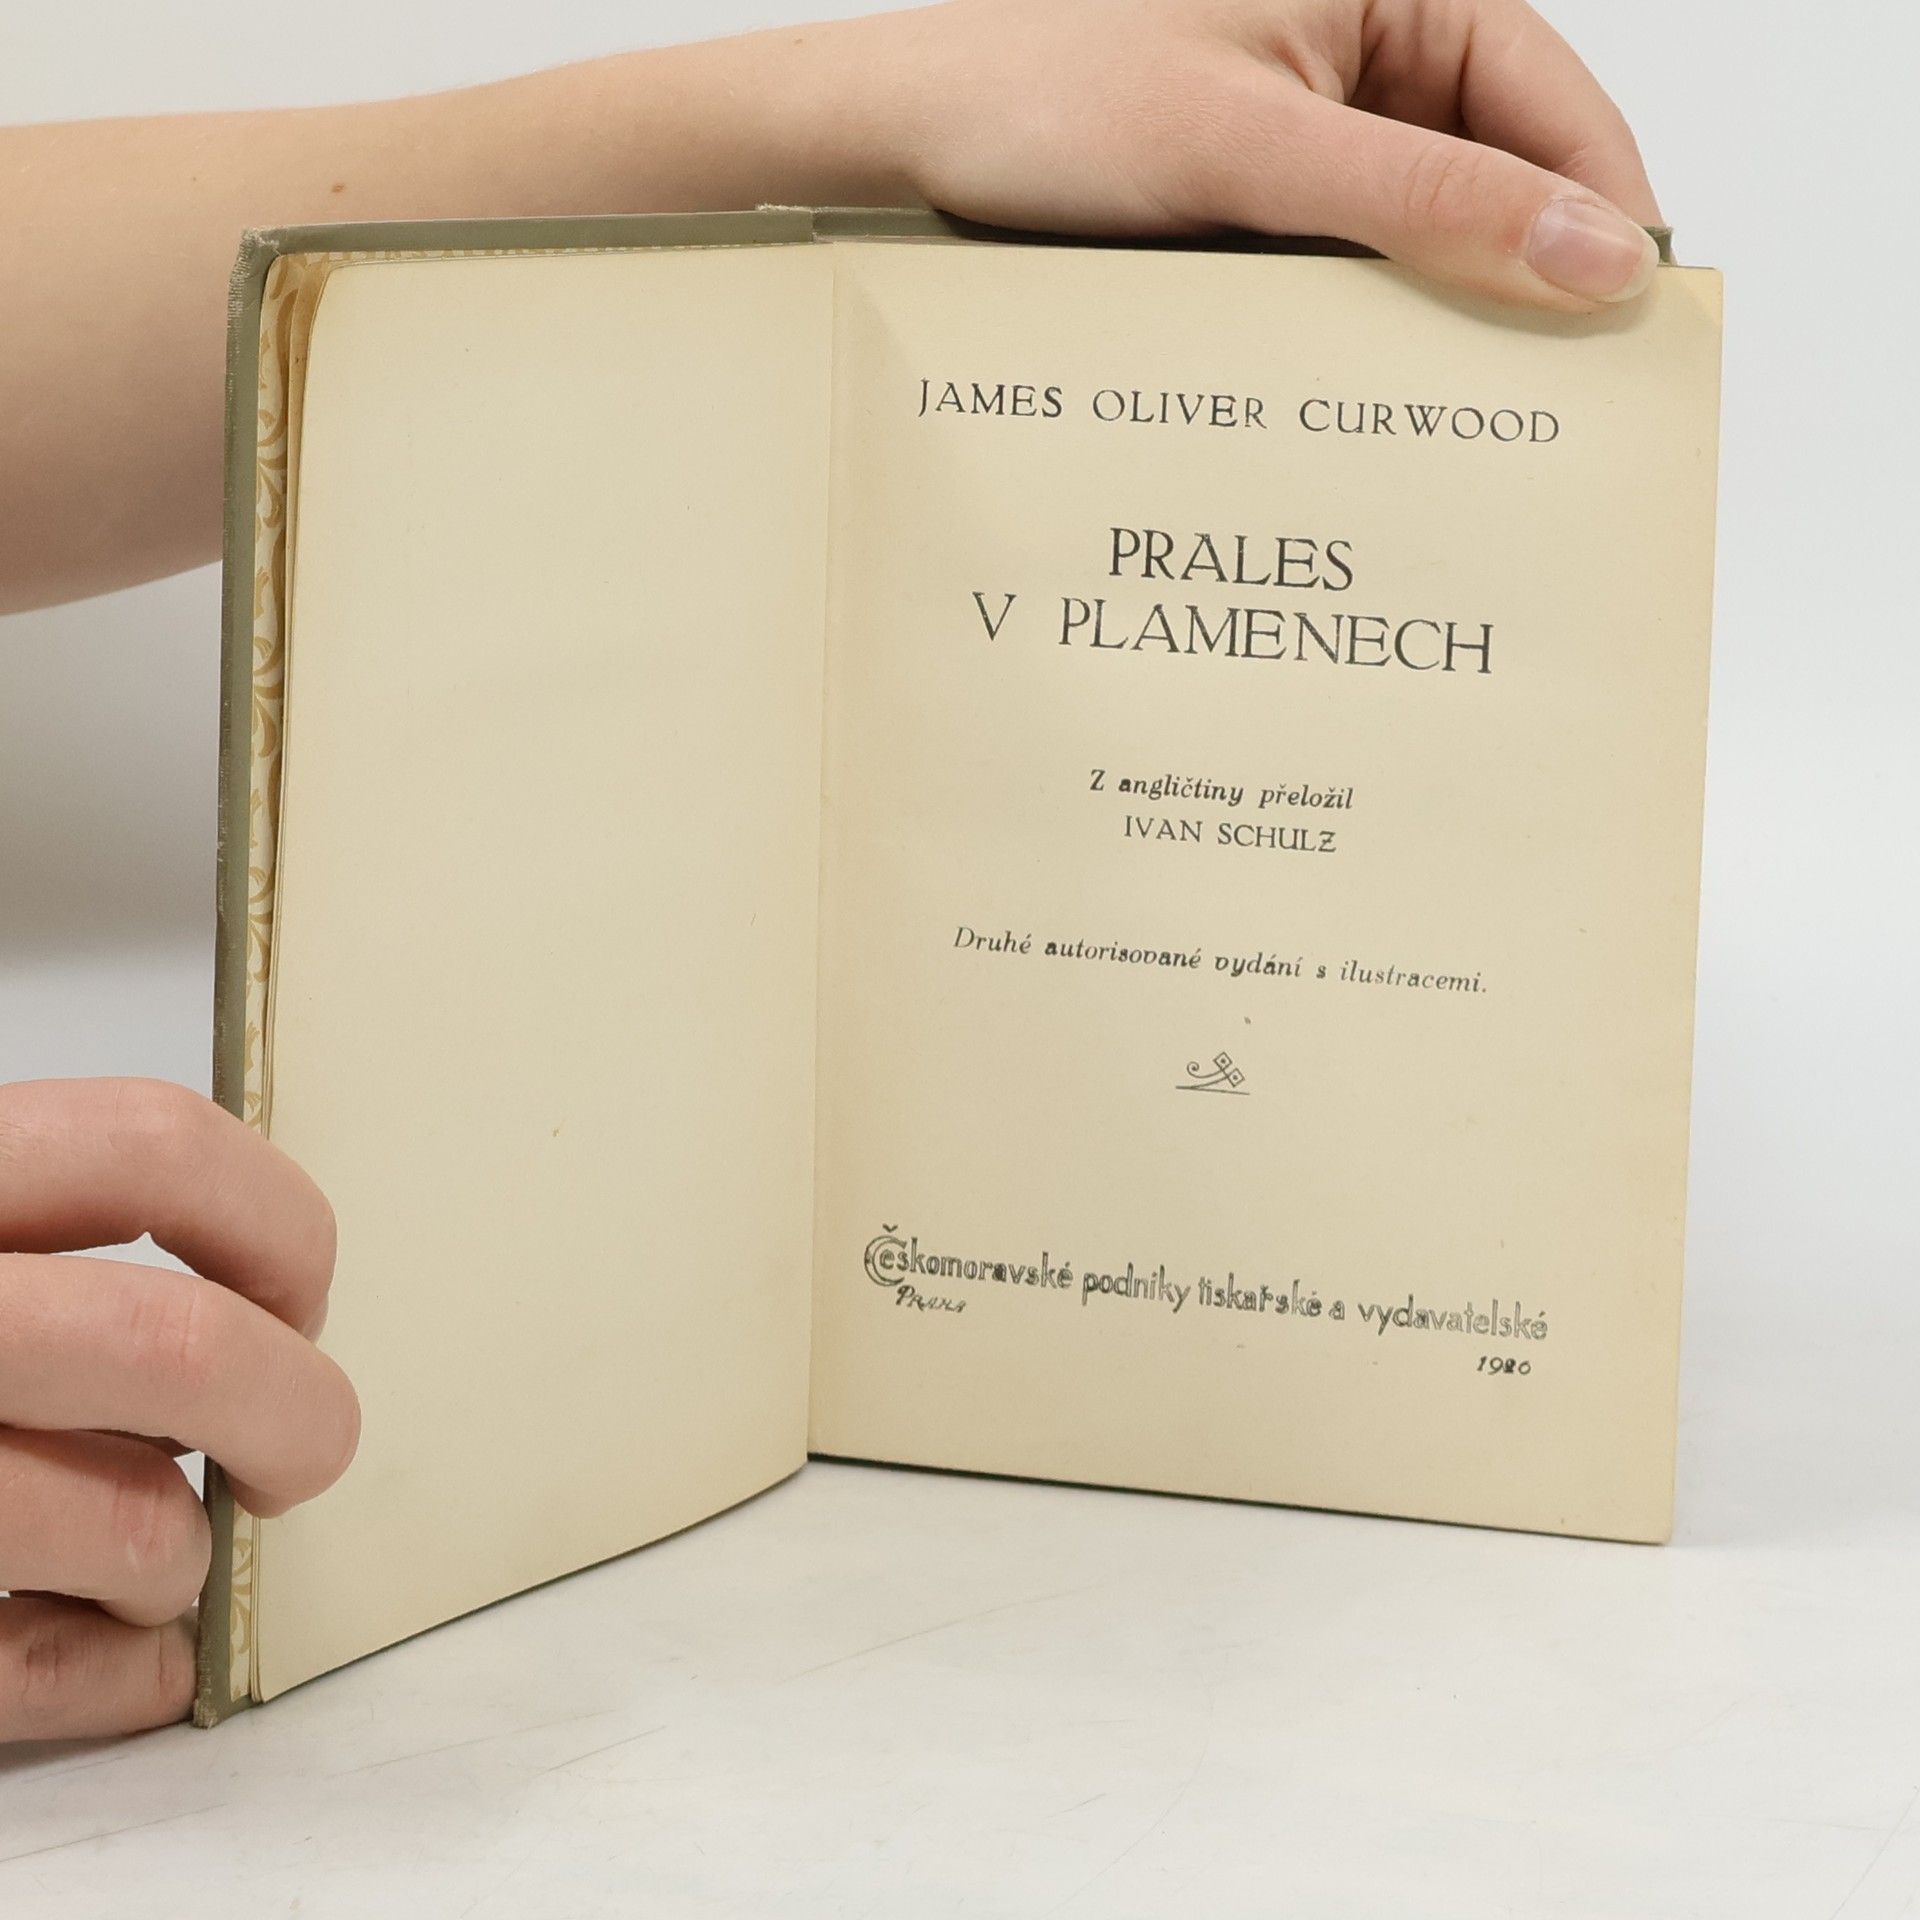 JAMES OLIVER CURWOOD
PRALES
V PLAMENECH
Z angličtiny přeložil
IVAN SCHULZ
Druhé autorisované vydání s ilustracemi.
Českomoravské podniky tiskařské a vydavatelské
PRAHA
1926